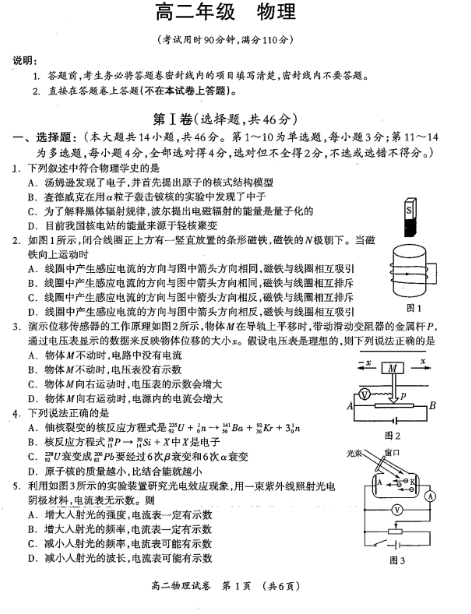 高二年级 物理
(考试用时90分钟,满分110分)
说明:
1. 答题前,考生务必将答题卷密封线内的项目填写清楚,密封线内不要答题。
2. 直接在答题卷上答题(不在本试卷上答题)。
第Ⅰ卷(选择题,共46分)
一、选择题:(本大题共14小题,共46分。第1～10为单选题,每小题3分;第11～14
为多选题,每小题4分,全部选对得4分,选对但不全得2分,不选或选错不得分。)
1. 下列叙述中符合物理学史的是
A. 汤姆逊发现了电子,并首先提出原子的核式结构模型
B. 查德威克在用α粒子轰击铍核的实验中发现了中子
C. 为了解释黑体辐射规律,波尔提出电磁辐射的能量是量子化的
D. 目前我国核电站的能量来源于轻核聚变
2. 如图1所示,闭合线圈正上方有一竖直放置的条形磁铁,磁铁的N极朝下。当磁
铁向上运动时
A. 线圈中产生感应电流的方向与图中箭头方向相同,磁铁与线圈相互吸引
B. 线圈中产生感应电流的方向与图中箭头方向相同,磁铁与线圈相互排斥
C. 线圈中产生感应电流的方向与图中箭头方向相反,磁铁与线圈相互排斥
D. 线圈中产生感应电流的方向与图中箭头方向相反,磁铁与线圈相互吸引
S
图1
3. 演示位移传感器的工作原理如图2所示,物体M在导轨上平移时,带动滑动变阻器的金属杆P,
通过电压表显示的数据来反映物体位移的大小x。假设电压表是理想的,则下列说法正确的是
A. 物体M不动时,电路中没有电流
B. 物体M不动时,电压表没有示数
C. 物体M向右运动时,电压表的示数会增大
D. 物体M向右运动时,电源内的电流会增大
-x M x
V p
A B
图2
4. 下列说法正确的是
A. 铀核裂变的核反应方程式是²³⁵₉₂U + ¹₀n → ¹⁴¹₅₆Ba + ⁹²₃₆Kr + 3¹₀n
B. 核反应方程式³⁰₁₅P → ³⁰₁₄Si + X中X是电子
C. ²³⁸₉₂U衰变成²⁰⁶₈₂Pb要经过6次β衰变和6次α衰变
D. 原子核的质量越小,比结合能就越小
5. 利用如图3所示的实验装置研究光电效应现象,用一束紫外线照射光电
阴极材料,电流表无示数。则
A. 增大入射光的强度,电流表一定有示数
B. 增大入射光的频率,电流表一定有示数
C. 减小入射光的频率,电流表可能有示数
D. 减小入射光的波长,电流表可能有示数
光束 窗口
A K
A
V
图3
高二物理试卷 第1页 (共6页)